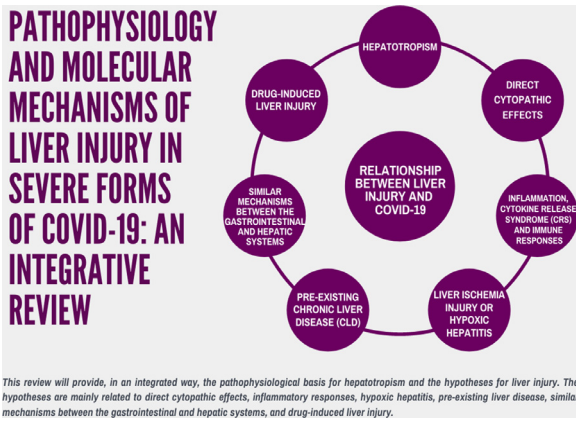 PATHOPHYSIOLOGY
AND MOLECULAR
MECHANISMS OF
LIVER INJURY IN
SEVERE FORMS
OF COVID-19: AN
INTEGRATIVE
REVIEW
HEPATOTROPISM
DIRECT
CYTOPATHIC
EFFECTS
INFLAMMATION,
CYTOKINE RELEASE
SYNDROME (CRS)
AND IMMUNE
RESPONSES
LIVER ISCHEMIA
INJURY OR
HYPOXIC
HEPATITIS
PRE-EXISTING
CHRONIC LIVER
DISEASE (CLD)
SIMILAR
MECHANISMS
BETWEEN THE
GASTROINTESTINAL
AND HEPATIC
SYSTEMS
DRUG-INDUCED
LIVER INJURY
RELATIONSHIP
BETWEEN LIVER
INJURY AND
COVID-19
This review will provide, in an integrated way, the pathophysiological basis for hepatotropism and the hypotheses for liver injury. The
hypotheses are mainly related to direct cytopathic effects, inflammatory responses, hypoxic hepatitis, pre-existing liver disease, similar
mechanisms between the gastrointestinal and hepatic systems, and drug-induced liver injury.